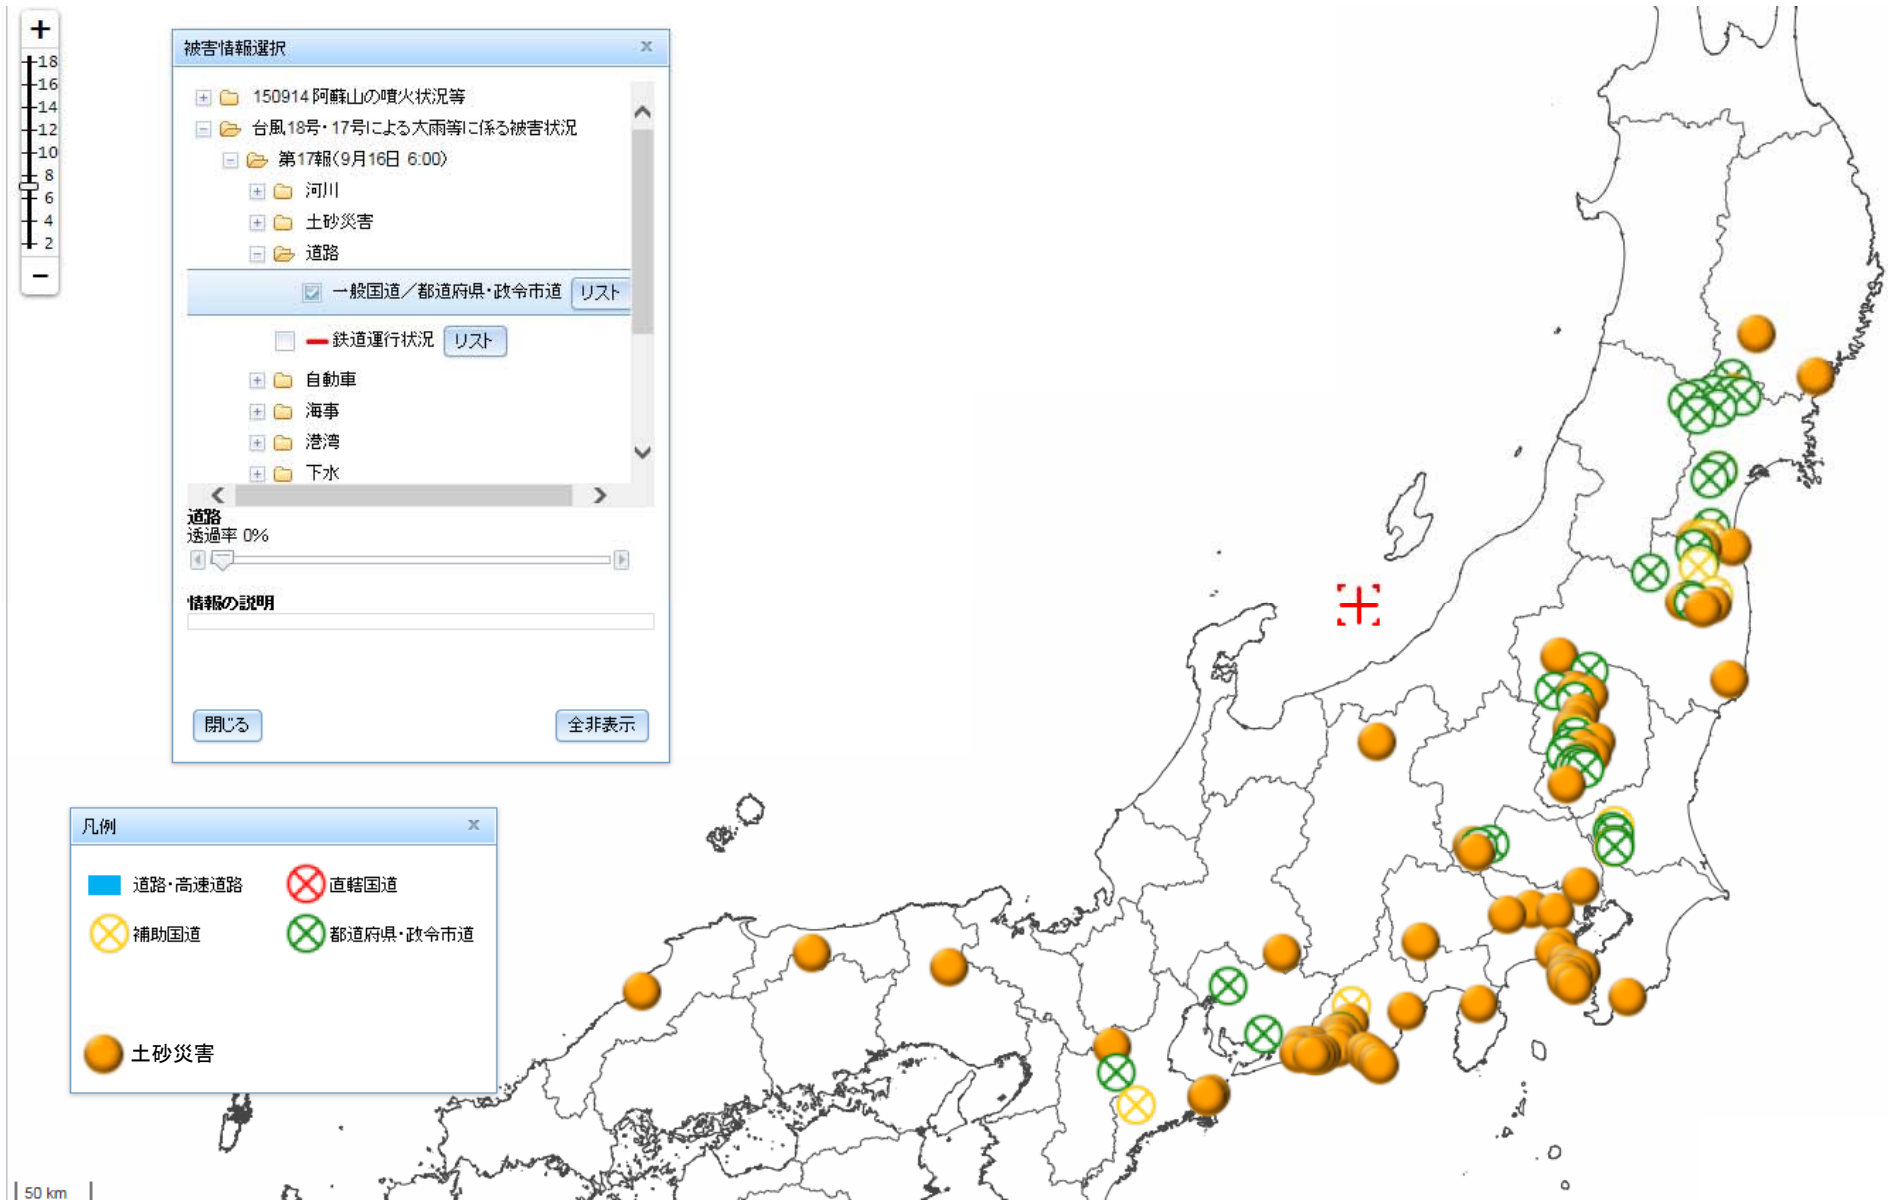 +
18
16
14
12
10
8
6
4
2
−
被害情報選択 x
150914 阿蘇山の噴火状況等
台風18号・17号による大雨等に係る被害状況
第17報(9月16日 6:00)
河川
土砂災害
道路
一般国道／都道府県・政令市道 リスト
鉄道運行状況 リスト
自動車
海事
港湾
下水
道路
透過率 0%
情報の説明
閉じる 全非表示
凡例 x
道路・高速道路 直轄国道
補助国道 都道府県・政令市道
土砂災害
50 km